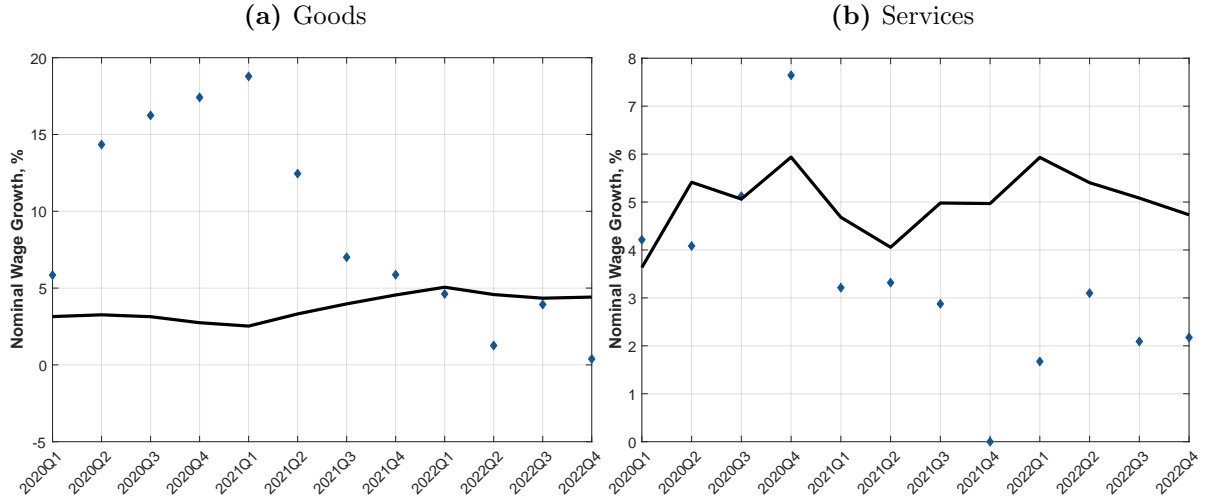 (a) Goods
Nominal Wage Growth, %
20
15
10
5
0
-5
2020Q1
2020Q2
2020Q3
2020Q4
2021Q1
2021Q2
2021Q3
2021Q4
2022Q1
2022Q2
2022Q3
2022Q4
(b) Services
Nominal Wage Growth, %
8
7
6
5
4
3
2
1
0
2020Q1
2020Q2
2020Q3
2020Q4
2021Q1
2021Q2
2021Q3
2021Q4
2022Q1
2022Q2
2022Q3
2022Q4